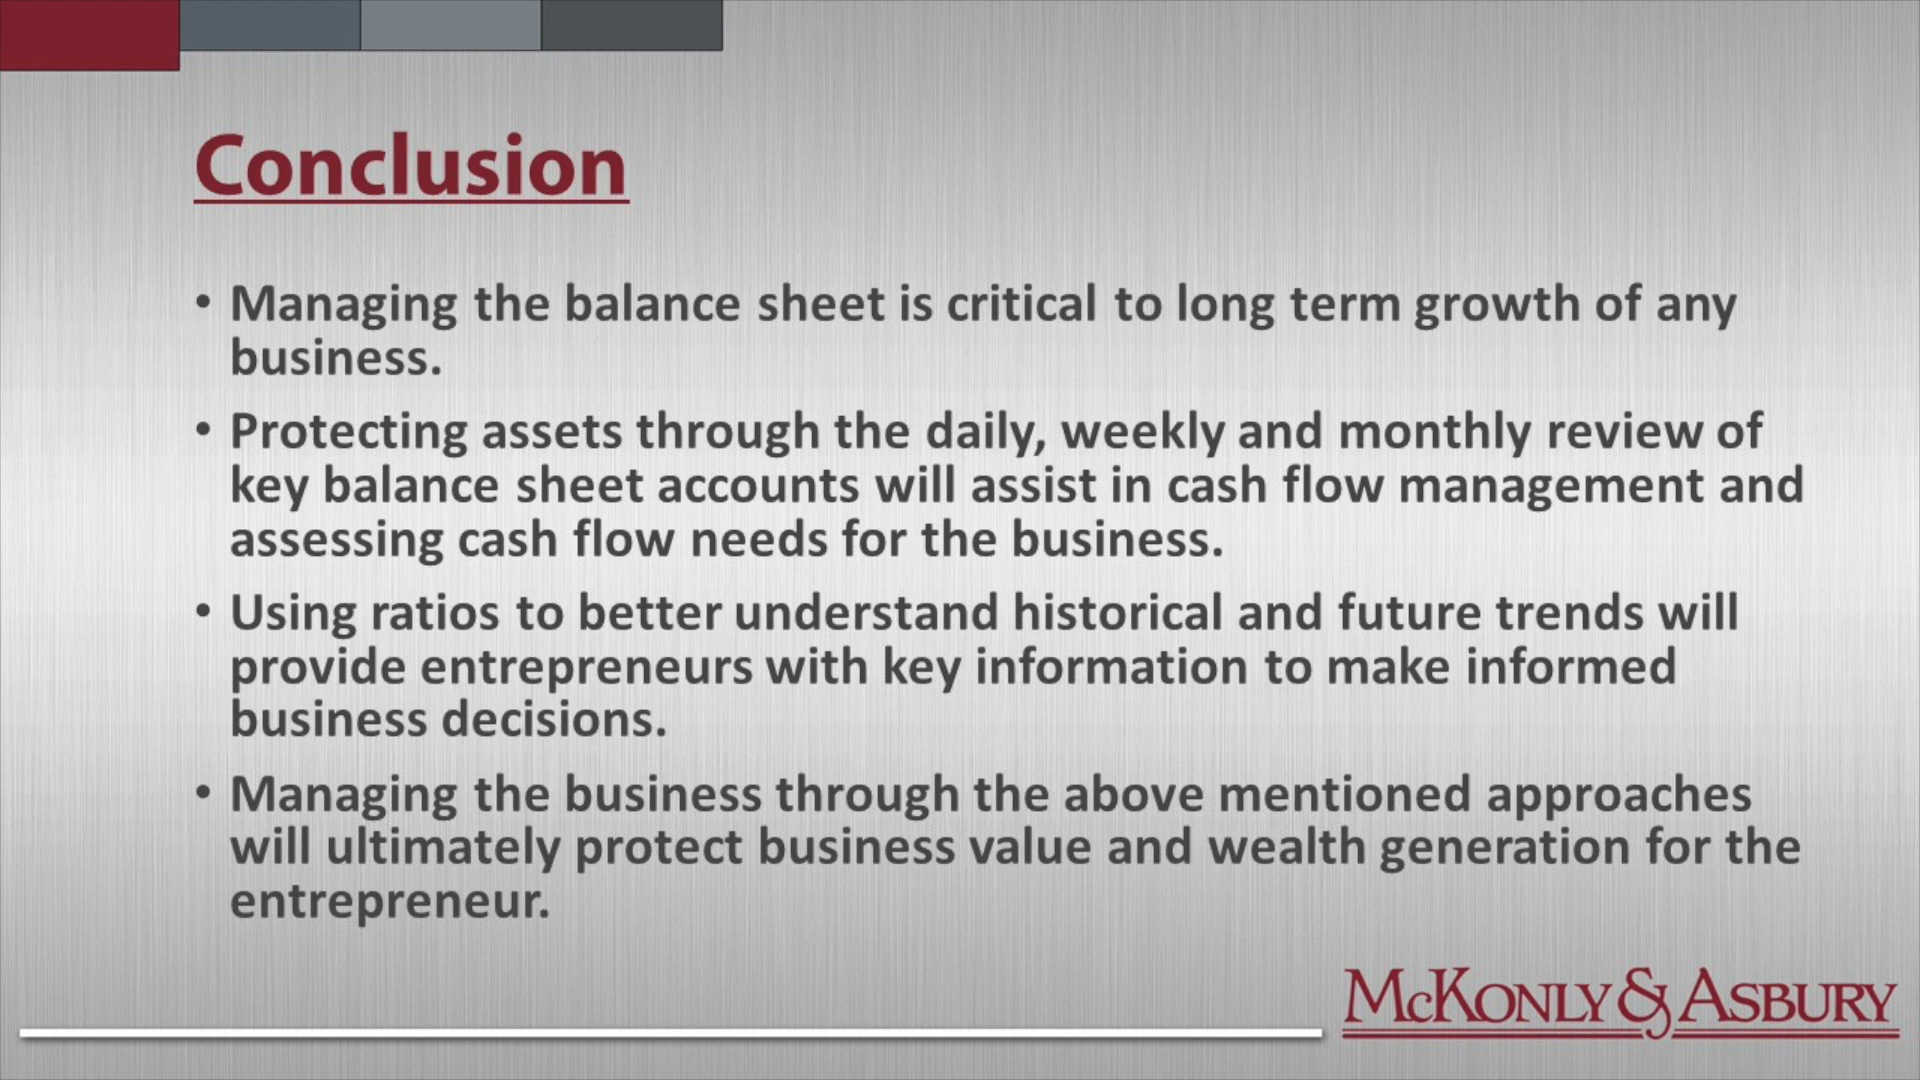 Conclusion
• Managing the balance sheet is critical to long term growth of any
business.
• Protecting assets through the daily, weekly and monthly review of
key balance sheet accounts will assist in cash flow management and
assessing cash flow needs for the business.
• Using ratios to better understand historical and future trends will
provide entrepreneurs with key information to make informed
business decisions.
• Managing the business through the above mentioned approaches
will ultimately protect business value and wealth generation for the
entrepreneur.
McKonly & Asbury